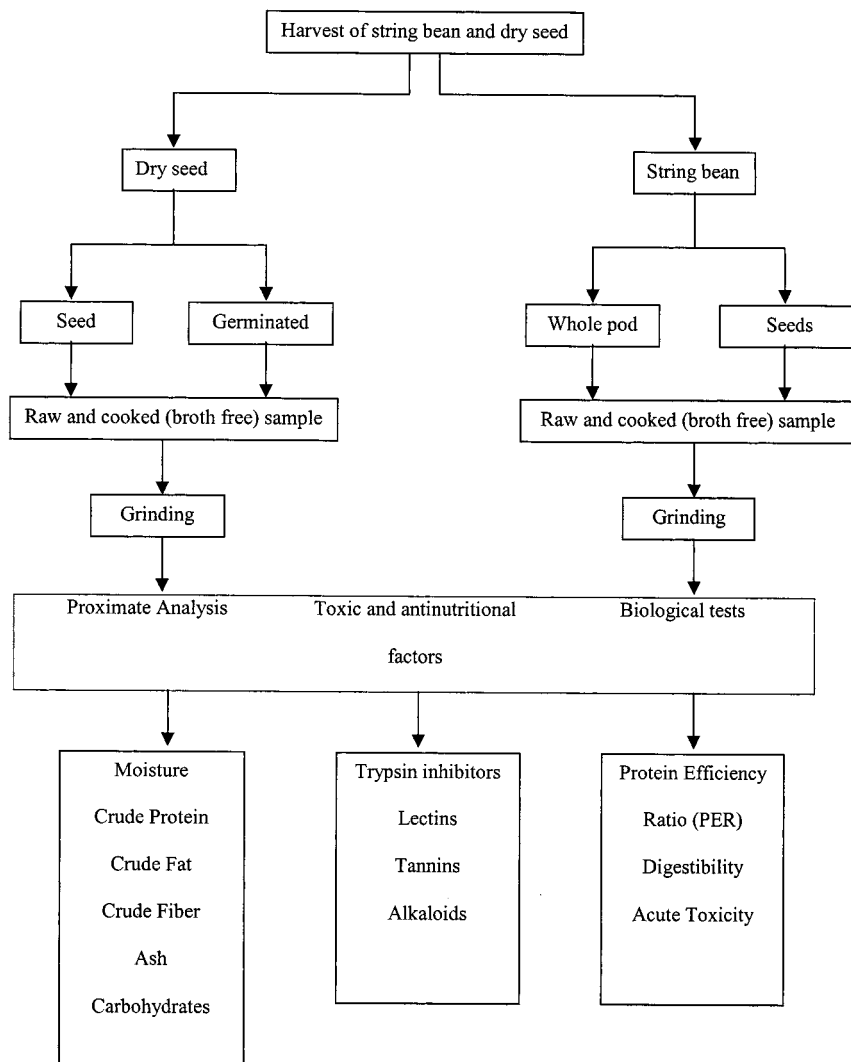 Harvest of string bean and dry seed
Dry seed
String bean
Seed
Germinated
Whole pod
Seeds
Raw and cooked (broth free) sample
Raw and cooked (broth free) sample
Grinding
Grinding
Proximate Analysis
Toxic and antinutritional
factors
Biological tests
Moisture
Crude Protein
Crude Fat
Crude Fiber
Ash
Carbohydrates
Trypsin inhibitors
Lectins
Tannins
Alkaloids
Protein Efficiency
Ratio (PER)
Digestibility
Acute Toxicity